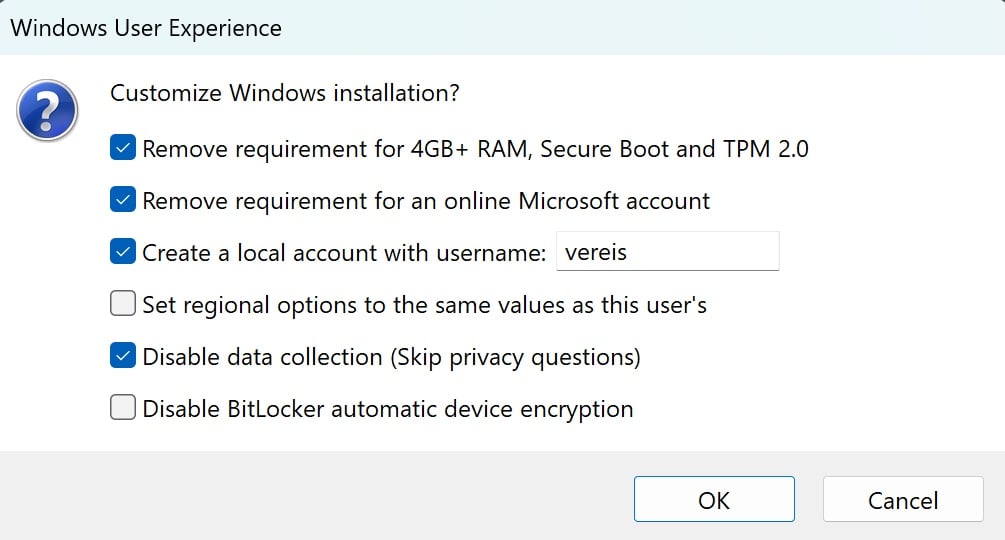 Windows User Experience
?
Customize Windows installation?
Remove requirement for 4GB+ RAM, Secure Boot and TPM 2.0
Remove requirement for an online Microsoft account
Create a local account with username: vereis
Set regional options to the same values as this user's
Disable data collection (Skip privacy questions)
Disable BitLocker automatic device encryption
OK Cancel